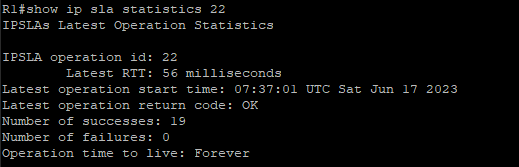 R1#show ip sla statistics 22
IPSLAs Latest Operation Statistics

IPSLA operation id: 22
        Latest RTT: 56 milliseconds
Latest operation start time: 07:37:01 UTC Sat Jun 17 2023
Latest operation return code: OK
Number of successes: 19
Number of failures: 0
Operation time to live: Forever